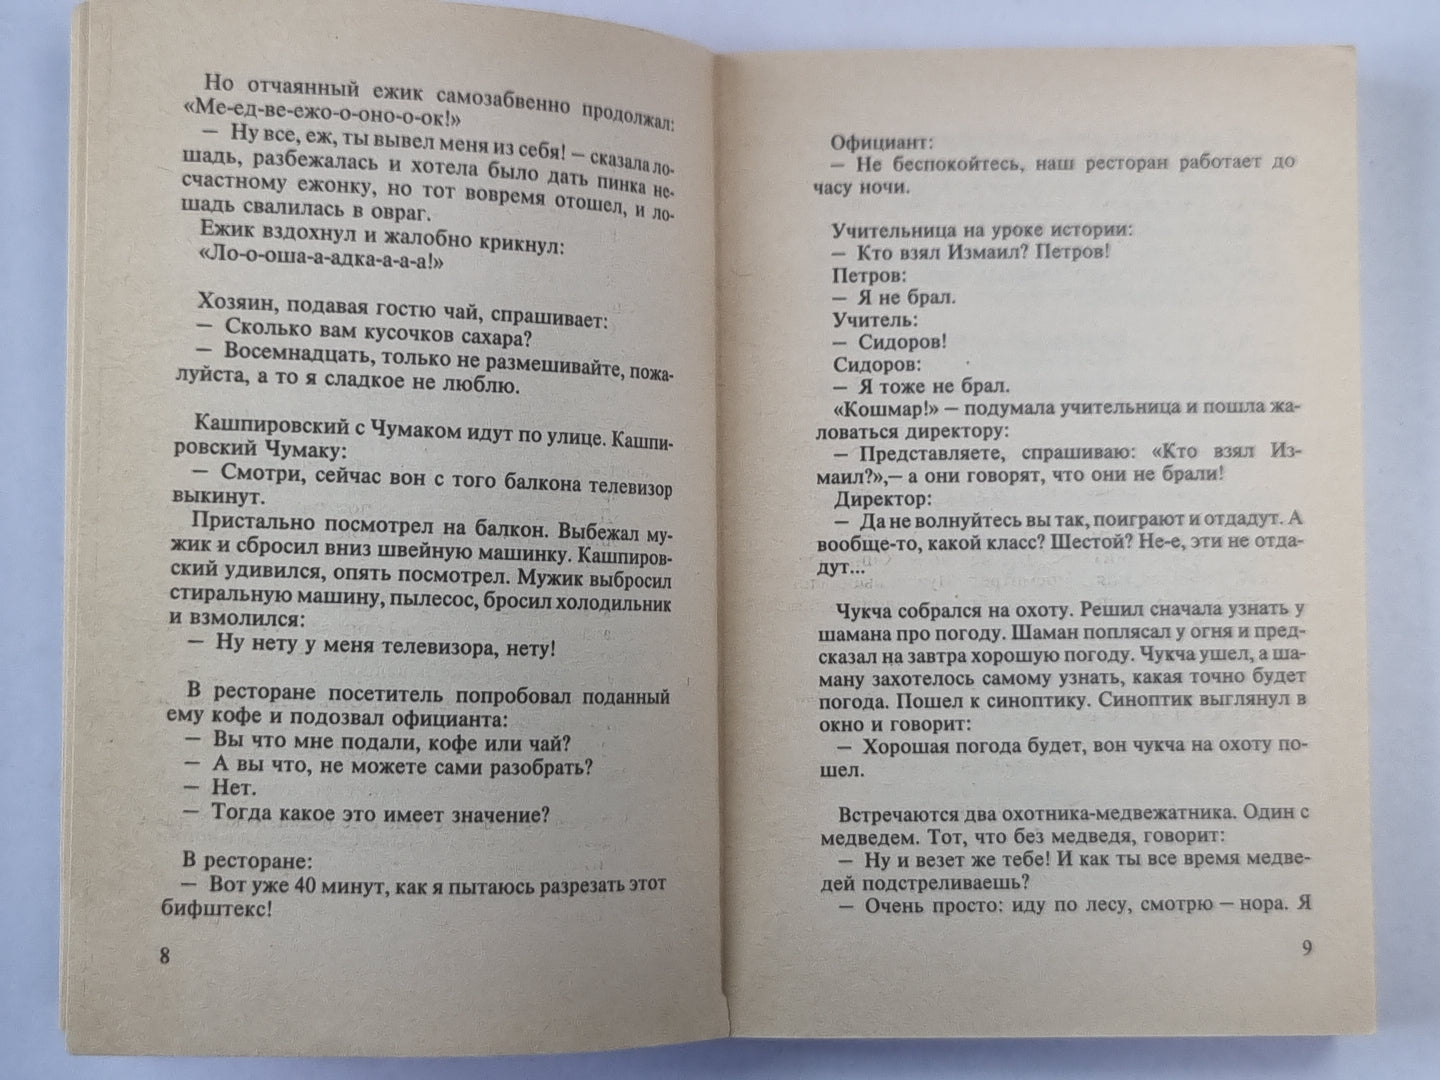 Но отчаянный ежик самозабвенно продолжал:
«Ме-ед-ве-ежо-о-оно-о-ок!»
— Ну все, еж, ты вывел меня из себя! — сказала ло-
шадь, разбежалась и хотела было дать пинка не-
счастному ежонку, но тот вовремя отошел, и ло-
шадь свалилась в овраг.
Ежик вздохнул и жалобно крикнул:
«Ло-о-оша-а-адка-а-а-а!»
Хозяин, подавая гостю чай, спрашивает:
— Сколько вам кусочков сахара?
— Восемнадцать, только не размешивайте, пожа-
луйста, а то я сладкое не люблю.
Кашпировский с Чумаком идут по улице. Кашпи-
ровский Чумаку:
— Смотри, сейчас вон с того балкона телевизор
выкинут.
Пристально посмотрел на балкон. Выбежал му-
жик и сбросил вниз швейную машинку. Кашпиров-
ский удивился, опять посмотрел. Мужик выбросил
стиральную машину, пылесос, бросил холодильник
и взмолился:
— Ну нету у меня телевизора, нету!
В ресторане посетитель попробовал поданный
ему кофе и подозвал официанта:
— Вы что мне подали, кофе или чай?
— А вы что, не можете сами разобрать?
— Нет.
— Тогда какое это имеет значение?
В ресторане:
— Вот уже 40 минут, как я пытаюсь разрезать этот
бифштекс!
8
Официант:
— Не беспокойтесь, наш ресторан работает до
часу ночи.
Учительница на уроке истории:
— Кто взял Измаил? Петров!
Петров:
— Я не брал.
Учитель:
— Сидоров!
Сидоров:
— Я тоже не брал.
«Кошмар!» — подумала учительница и пошла жа-
ловаться директору:
— Представляете, спрашиваю: «Кто взял Из-
маил?»,— а они говорят, что они не брали!
Директор:
— Да не волнуйтесь вы так, поиграют и отдадут. А
вообще-то, какой класс? Шестой? Не-е, эти не отда-
дут...
Чукча собрался на охоту. Решил сначала узнать у
шамана про погоду. Шаман поплясал у огня и пред-
сказал на завтра хорошую погоду. Чукча ушел, а ша-
ману захотелось самому узнать, какая точно будет
погода. Пошел к синоптику. Синоптик выглянул в
окно и говорит:
— Хорошая погода будет, вон чукча на охоту по-
шел.
Встречаются два охотника-медвежатника. Один с
медведем. Тот, что без медведя, говорит:
— Ну и везет же тебе! И как ты все время медве-
дей подстреливаешь?
— Очень просто: иду по лесу, смотрю — нора. Я
9